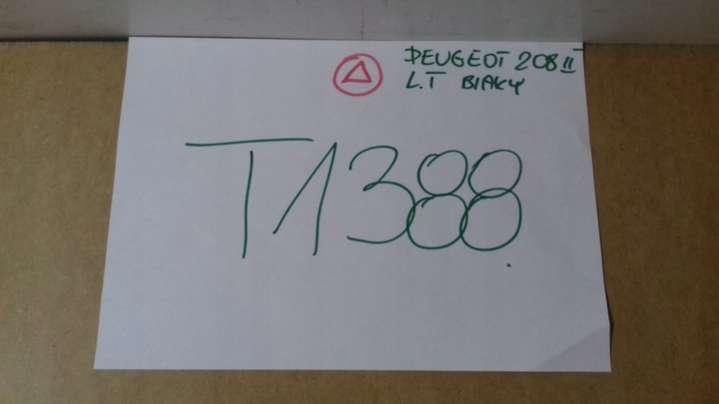 PEUGEOT 208 II
L.T BIAŁY
T1388